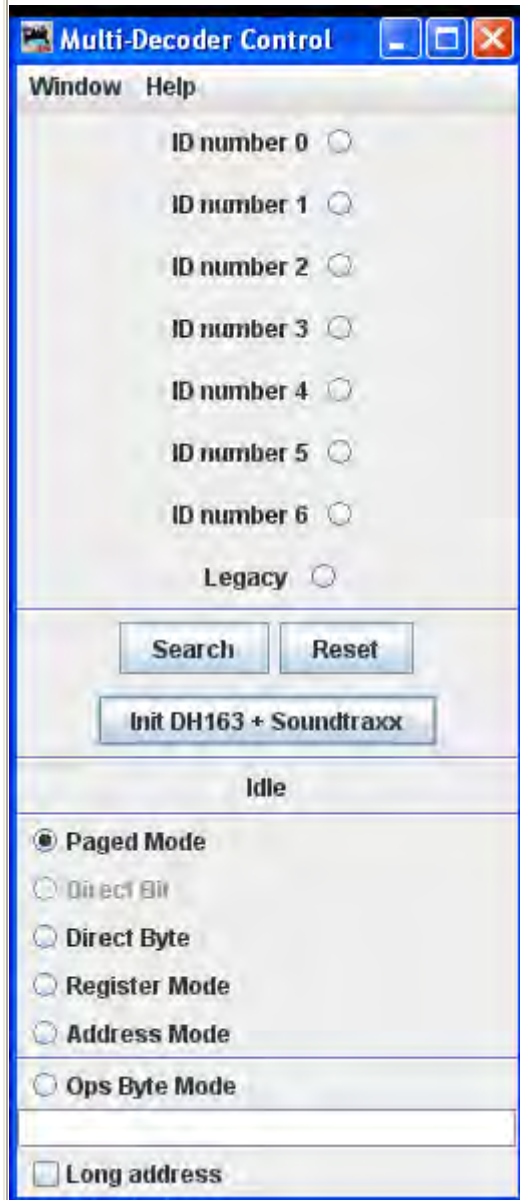 Multi-Decoder Control
Window Help
ID number 0
ID number 1
ID number 2
ID number 3
ID number 4
ID number 5
ID number 6
Legacy
Search Reset
Init DH163 + Soundtraxx
Idle
Paged Mode
Direct Bit
Direct Byte
Register Mode
Address Mode
Ops Byte Mode
Long address